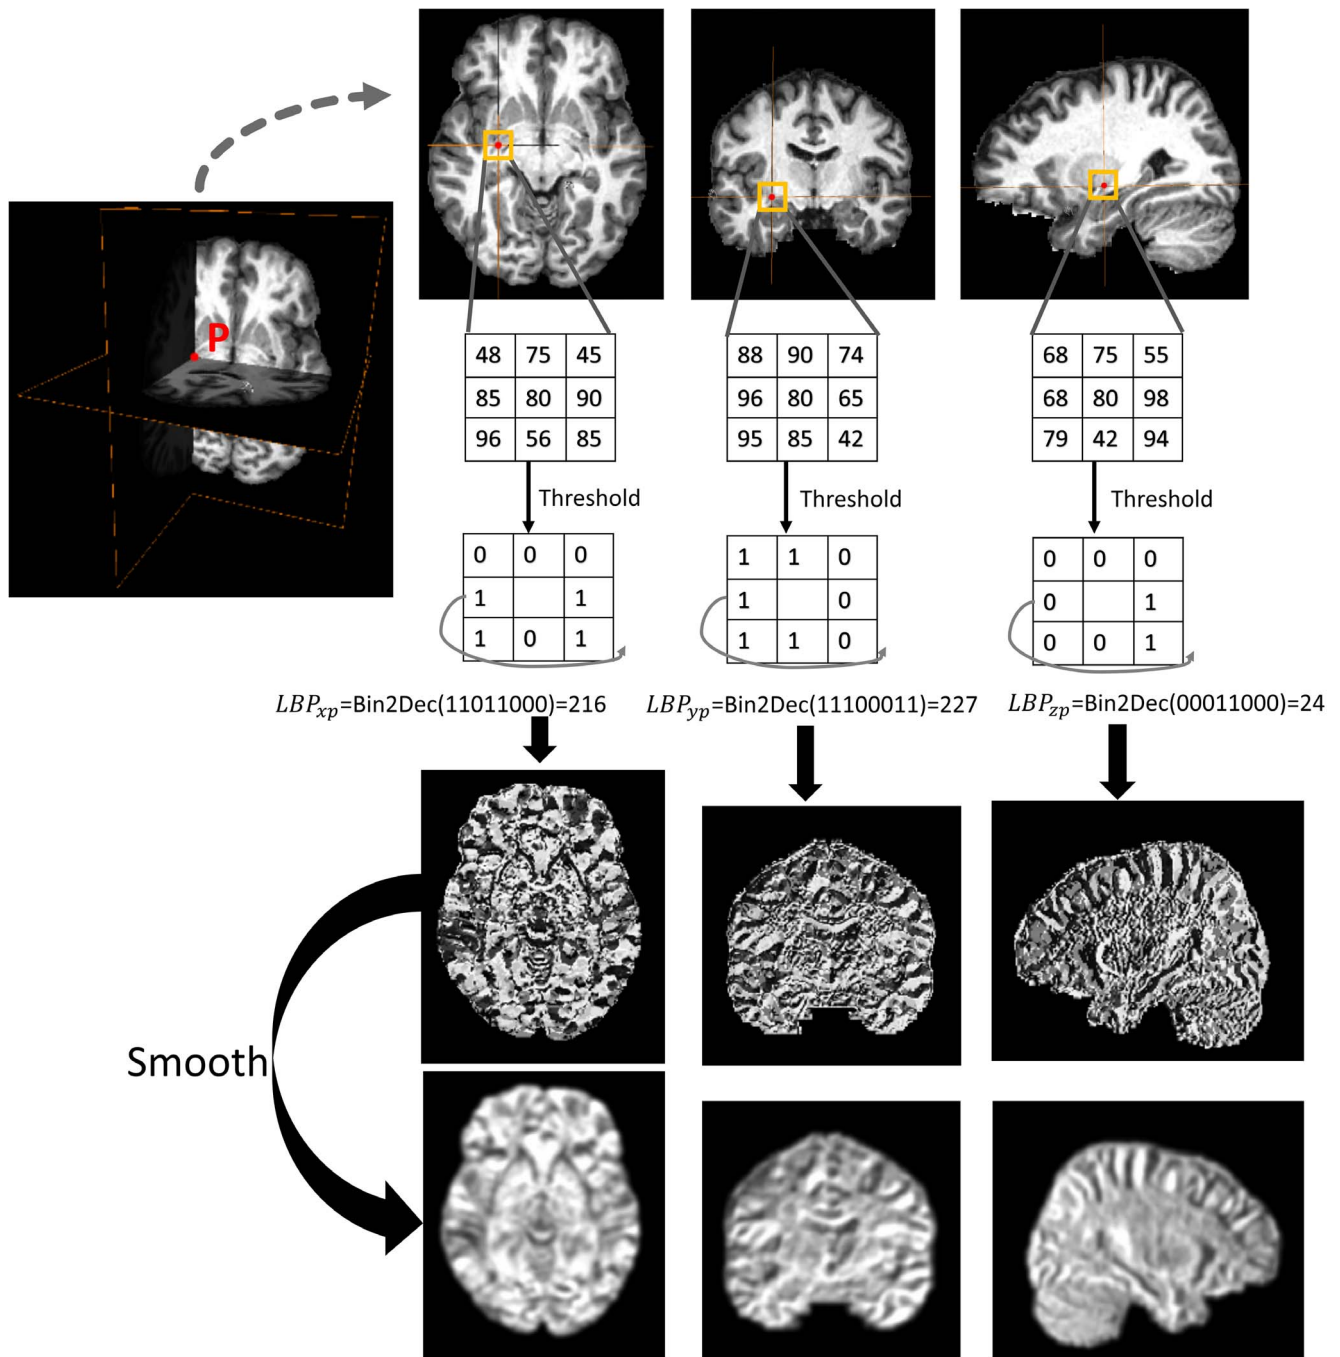 P
48 75 45
85 80 90
96 56 85
88 90 74
96 80 65
95 85 42
68 75 55
68 80 98
79 42 94
Threshold
Threshold
Threshold
0 0 0
1 1
1 0 1
1 1 0
1 0
1 1 0
0 0 0
0 1
0 0 1
LBPxp=Bin2Dec(11011000)=216
LBPyp=Bin2Dec(11100011)=227
LBPzp=Bin2Dec(00011000)=24
Smooth